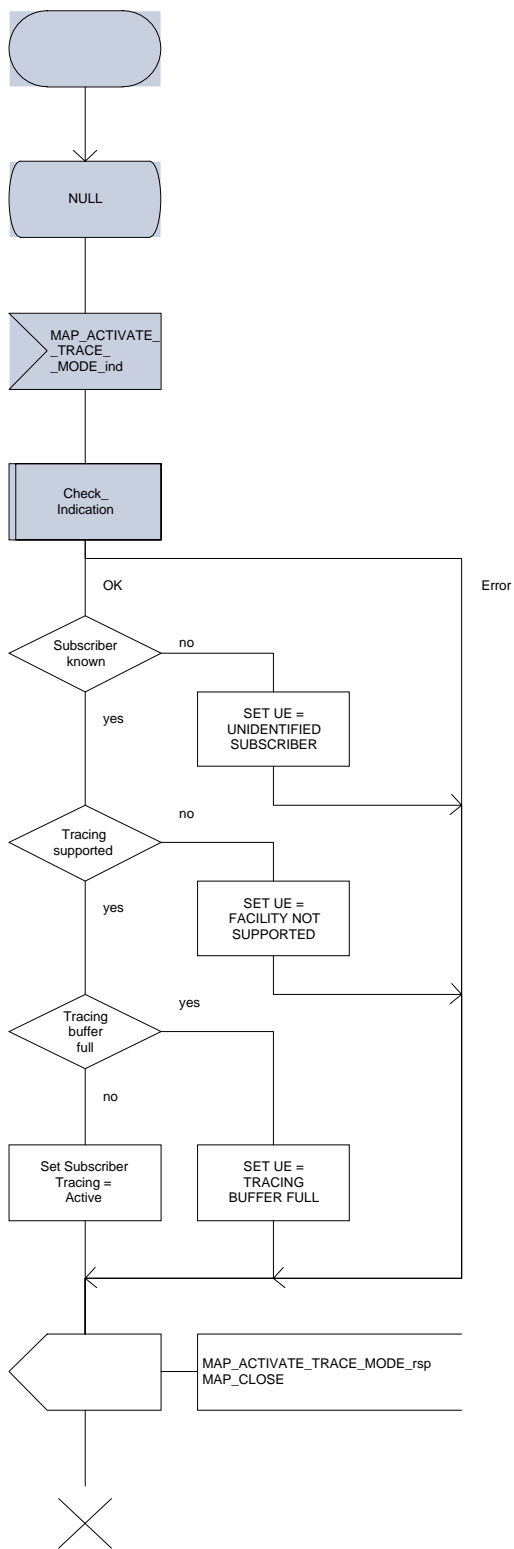 NULL
MAP_ACTIVATE_
_TRACE_
_MODE_ind
Check_
Indication
OK
Error
Subscriber
known
no
yes
SET UE =
UNIDENTIFIED
SUBSCRIBER
Tracing
supported
no
yes
SET UE =
FACILITY NOT
SUPPORTED
Tracing
buffer
full
yes
no
Set Subscriber
Tracing =
Active
SET UE =
TRACING
BUFFER FULL
MAP_ACTIVATE_TRACE_MODE_rsp
MAP_CLOSE